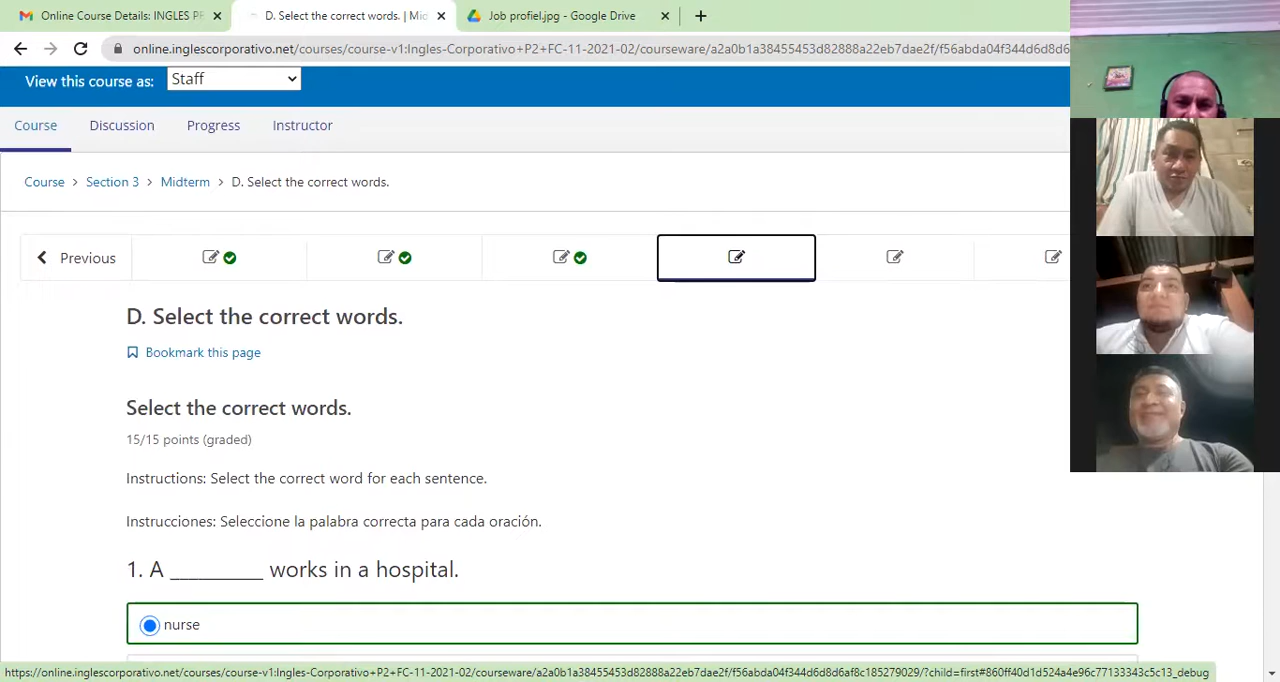 Online Course Details: INGLES PF
D. Select the correct words. | Mid
Job profiel.jpg - Google Drive
online.inglescorporativo.net/courses/course-v1:Ingles-Corporativo+P2+FC-11-2021-02/courseware/a2a0b1a38455453d82888a22eb7dae2f/f56abda04f344d6d8d6
View this course as: Staff
Course Discussion Progress Instructor
Course > Section 3 > Midterm > D. Select the correct words.
Previous
D. Select the correct words.
Bookmark this page
Select the correct words.
15/15 points (graded)
Instructions: Select the correct word for each sentence.
Instrucciones: Seleccione la palabra correcta para cada oración.
1. A __________ works in a hospital.
nurse
https://online.inglescorporativo.net/courses/course-v1:Ingles-Corporativo+P2+FC-11-2021-02/courseware/a2a0b1a38455453d82888a22eb7dae2f/f56abda04f344d6d8d6af8c185279029/?child=first#860ff40d1d524a4e96c77133343c5c13_debug